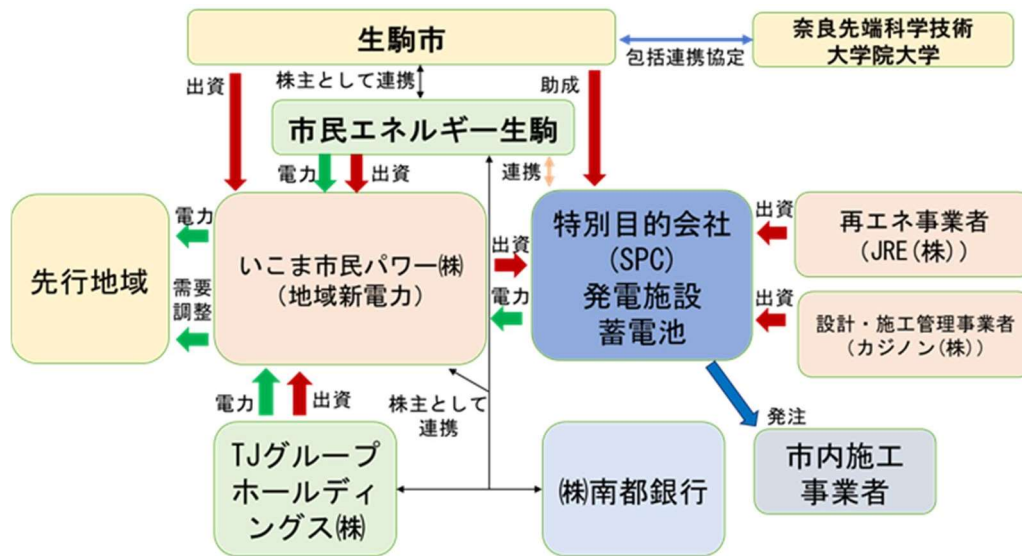 生駒市
包括連携協定
奈良先端科学技術
大学院大学
出資
株主として連携
助成
市民エネルギー生駒
電力
出資
連携
先行地域
電力
需要
調整
いこま市民パワー㈱
（地域新電力）
出資
電力
特別目的会社
(SPC)
発電施設
蓄電池
出資
再エネ事業者
(JRE(株))
出資
設計・施工管理事業者
(カジノン(株))
電力
出資
株主として
連携
発注
TJグループ
ホールディ
ングス㈱
㈱南都銀行
市内施工
事業者